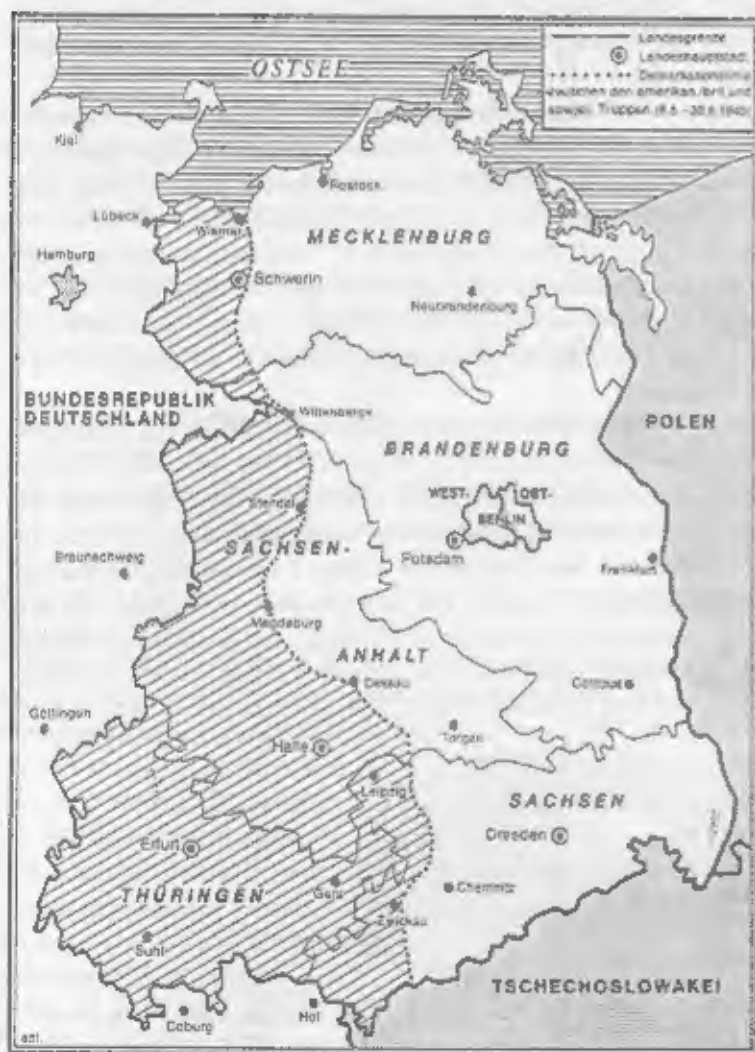 Landesgrenze
Landeshauptstadt
Demarkationslinie
zwischen den amerikan./brit. und
sowjet. Truppen
OSTSEE
Kiel
Rostock
Lübeck
Wismar
MECKLENBURG
Hamburg
Schwerin
Neubrandenburg
BUNDESREPUBLIK
DEUTSCHLAND
Wittenberge
POLEN
BRANDENBURG
WEST-
OST-
BERLIN
Stendal
SACHSEN-
Potsdam
Braunschweig
Frankfurt
Magdeburg
ANHALT
Dessau
Cottbus
Göttingen
Torgau
Halle
Leipzig
SACHSEN
Dresden
Erfurt
THÜRINGEN
Gera
Chemnitz
Zwickau
Suhl
TSCHECHOSLOWAKEI
Coburg
Hof